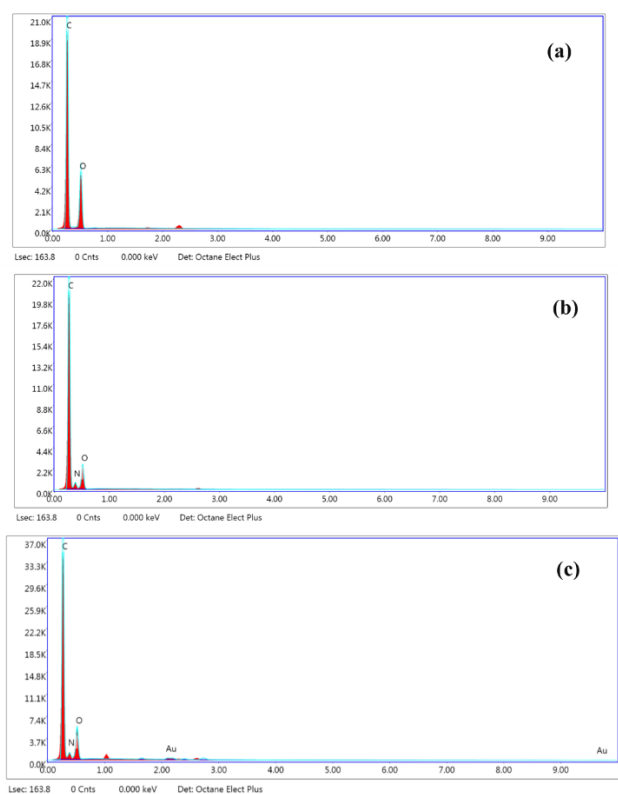 (a)
21.0K
18.9K
16.8K
14.7K
12.6K
10.5K
8.4K
6.3K
4.2K
2.1K
0.0K
C
O
0.00 1.00 2.00 3.00 4.00 5.00 6.00 7.00 8.00 9.00
Lsec: 163.8 0 Cnts 0.000 keV Det: Octane Elect Plus
(b)
22.0K
19.8K
17.6K
15.4K
13.2K
11.0K
8.8K
6.6K
4.4K
2.2K
0.0K
C
N
O
0.00 1.00 2.00 3.00 4.00 5.00 6.00 7.00 8.00 9.00
Lsec: 163.8 0 Cnts 0.000 keV Det: Octane Elect Plus
(c)
37.0K
33.3K
29.6K
25.9K
22.2K
18.5K
14.8K
11.1K
7.4K
3.7K
0.0K
C
N
O
Au
Au
0.00 1.00 2.00 3.00 4.00 5.00 6.00 7.00 8.00 9.00
Lsec: 163.8 0 Cnts 0.000 keV Det: Octane Elect Plus